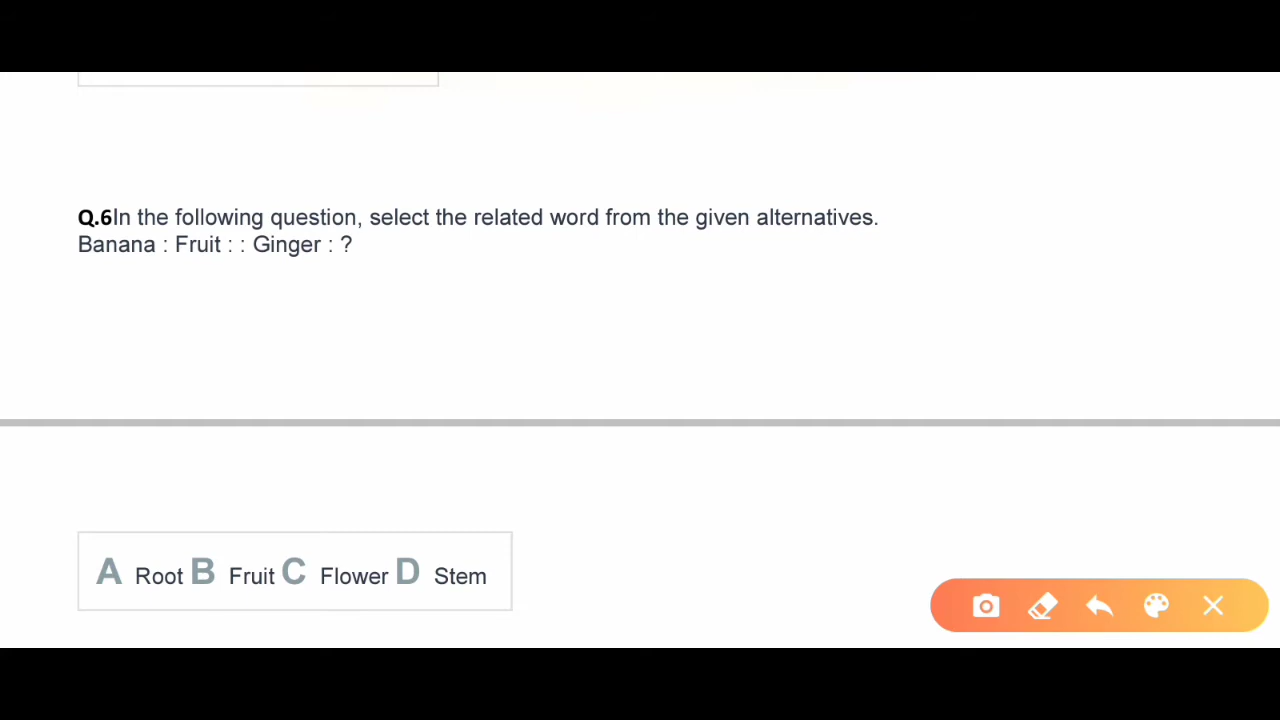 Q.6In the following question, select the related word from the given alternatives.
Banana : Fruit : : Ginger : ?
A Root B Fruit C Flower D Stem